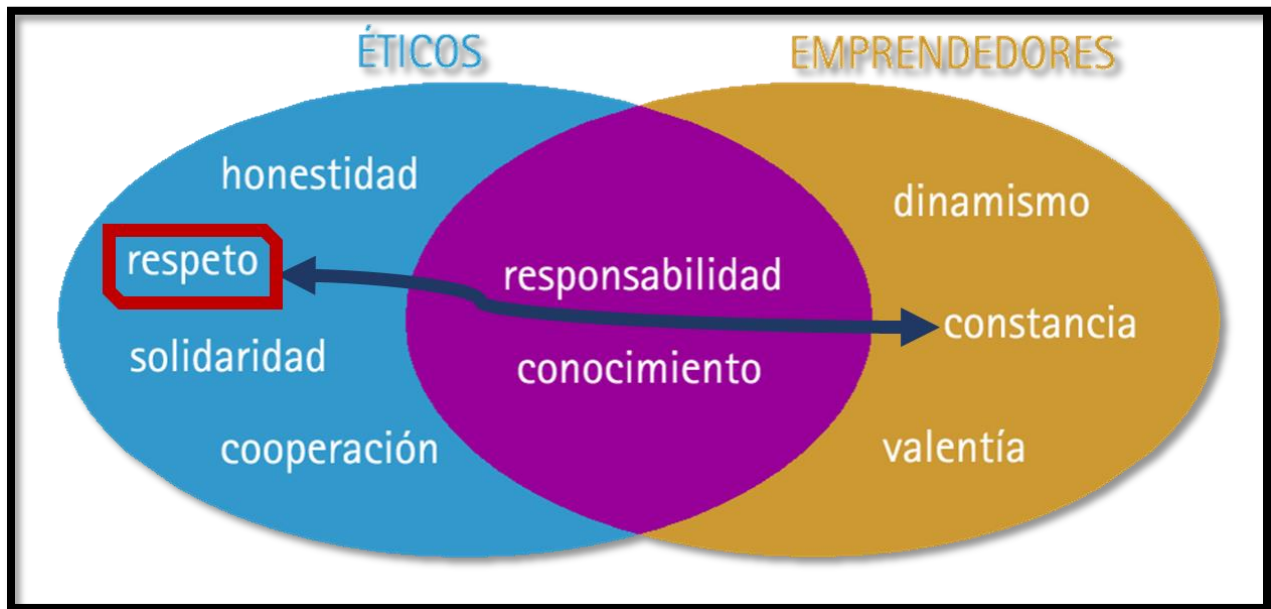 ÉTICOS
EMPRENDEDORES
honestidad
respeto
solidaridad
cooperación
responsabilidad
conocimiento
dinamismo
constancia
valentía